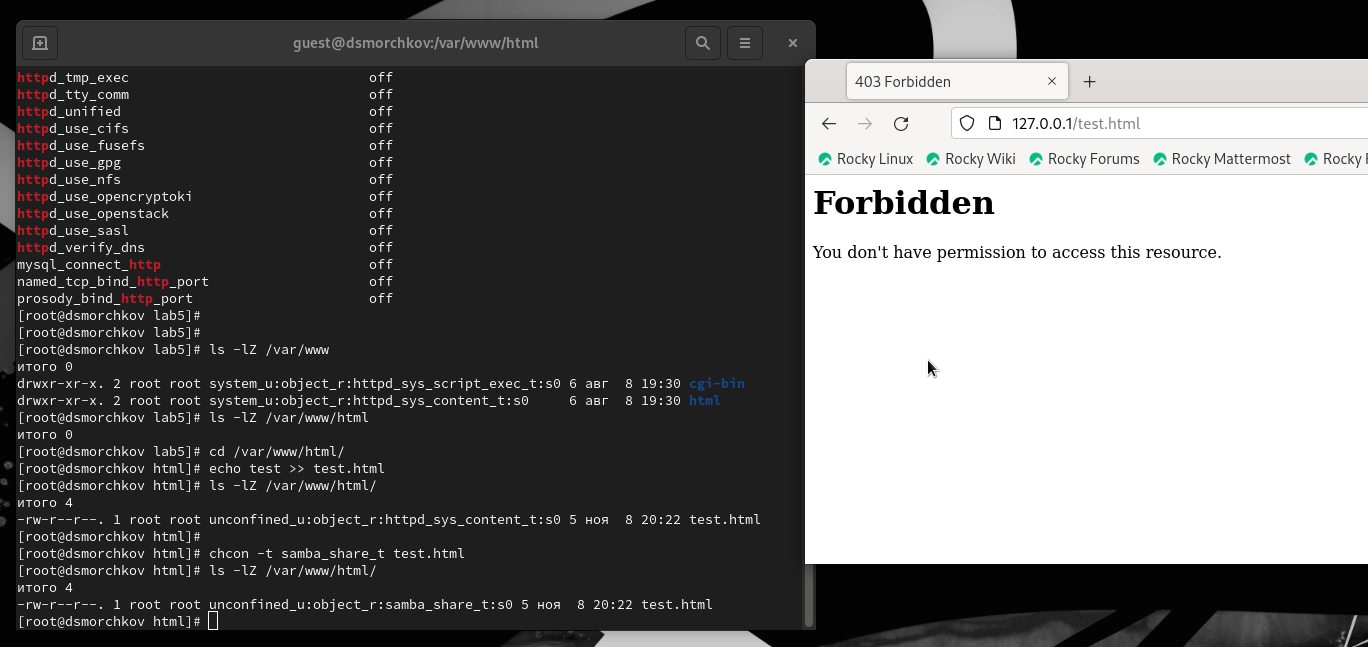 guest@dsmorchkov:/var/www/html
httpd_tmp_exec off
httpd_tty_comm off
httpd_unified off
httpd_use_cifs off
httpd_use_fusefs off
httpd_use_gpg off
httpd_use_nfs off
httpd_use_opencryptoki off
httpd_use_openstack off
httpd_use_sasl off
httpd_verify_dns off
mysql_connect_http off
named_tcp_bind_http_port off
prosody_bind_http_port off
[root@dsmorchkov lab5]#
[root@dsmorchkov lab5]#
[root@dsmorchkov lab5]# ls -lZ /var/www
итого 0
drwxr-xr-x. 2 root root system_u:object_r:httpd_sys_script_exec_t:s0 6 авг  8 19:30 cgi-bin
drwxr-xr-x. 2 root root system_u:object_r:httpd_sys_content_t:s0     6 авг  8 19:30 html
[root@dsmorchkov lab5]# ls -lZ /var/www/html
итого 0
[root@dsmorchkov lab5]# cd /var/www/html/
[root@dsmorchkov html]# echo test >> test.html
[root@dsmorchkov html]# ls -lZ /var/www/html/
итого 4
-rw-r--r--. 1 root root unconfined_u:object_r:httpd_sys_content_t:s0 5 ноя  8 20:22 test.html
[root@dsmorchkov html]#
[root@dsmorchkov html]# chcon -t samba_share_t test.html
[root@dsmorchkov html]# ls -lZ /var/www/html/
итого 4
-rw-r--r--. 1 root root unconfined_u:object_r:samba_share_t:s0 5 ноя  8 20:22 test.html
[root@dsmorchkov html]#
403 Forbidden
127.0.0.1/test.html
Rocky Linux Rocky Wiki Rocky Forums Rocky Mattermost Rocky
Forbidden
You don't have permission to access this resource.